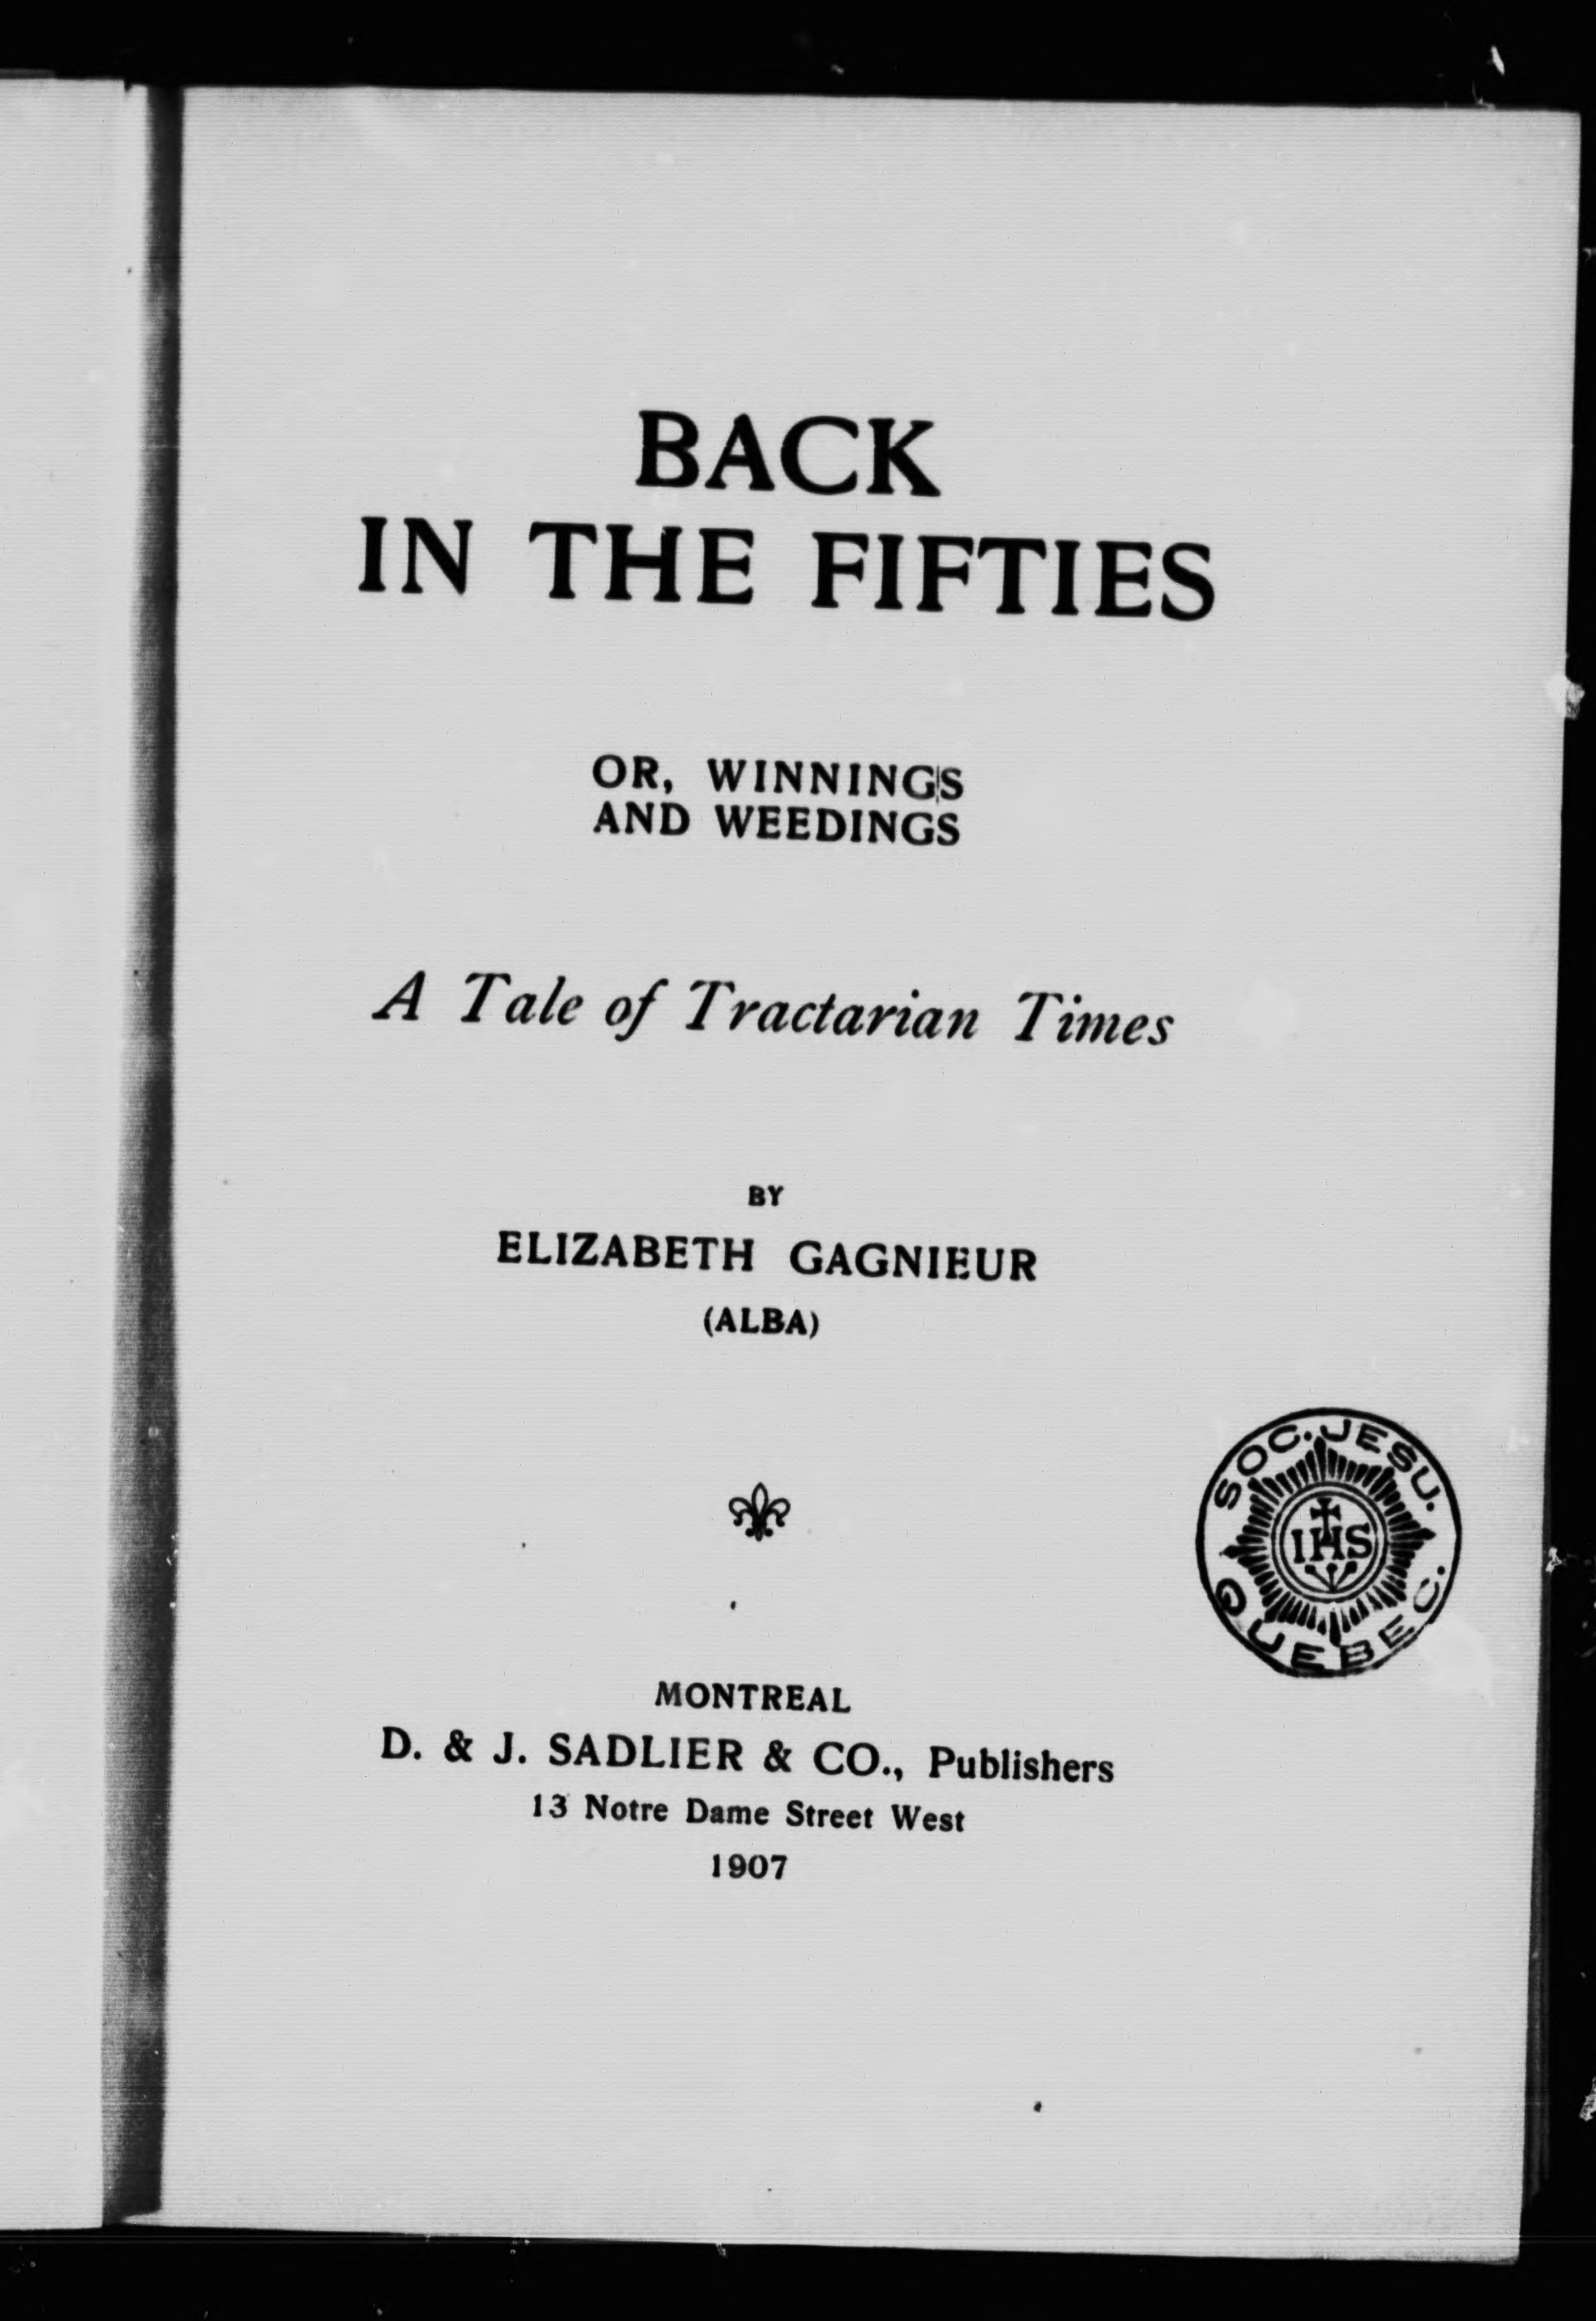 BACK
IN THE FIFTIES
OR, WINNINGS
AND WEEDINGS
A Tale of Tractarian Times
BY
ELIZABETH GAGNIEUR
(ALBA)
SOC. JESU.
IHS
QUEBEC.
MONTREAL
D. & J. SADLIER & CO., Publishers
13 Notre Dame Street West
1907